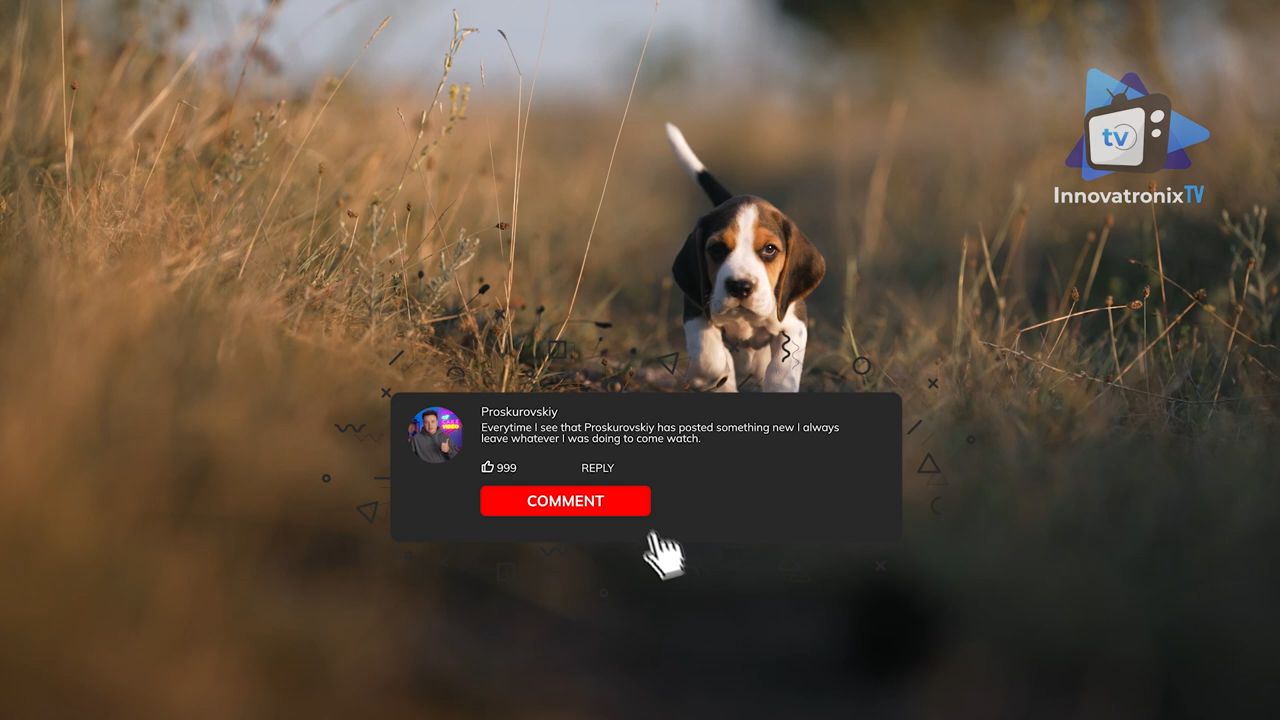 tv
InnovatronixTV
Proskurovskiy
Everytime I see that Proskurovskiy has posted something new I always
leave whatever I was doing to come watch.
999
REPLY
COMMENT